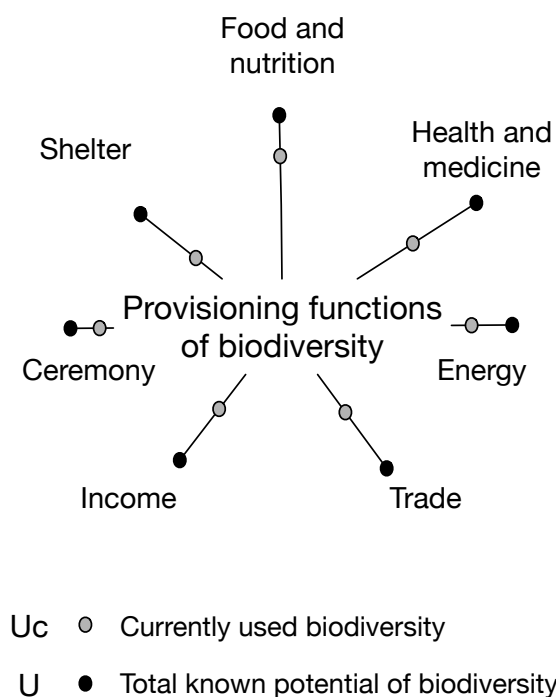 Food and
nutrition
Health and
medicine
Shelter
Provisioning functions
of biodiversity
Ceremony
Energy
Income
Trade
Uc Currently used biodiversity
U Total known potential of biodiversity